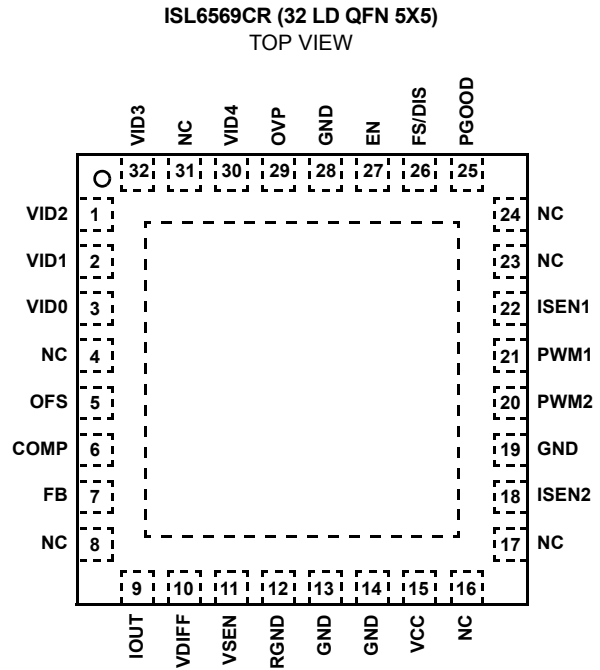 ISL6569CR (32 LD QFN 5X5)
TOP VIEW
VID3 NC VID4 OVP GND EN FS/DIS PGOOD
32 31 30 29 28 27 26 25
VID2 1 24 NC
VID1 2 23 NC
VID0 3 22 ISEN1
NC 4 21 PWM1
OFS 5 20 PWM2
COMP 6 19 GND
FB 7 18 ISEN2
NC 8 17 NC
9 10 11 12 13 14 15 16
IOUT VDIFF VSEN RGND GND GND VCC NC